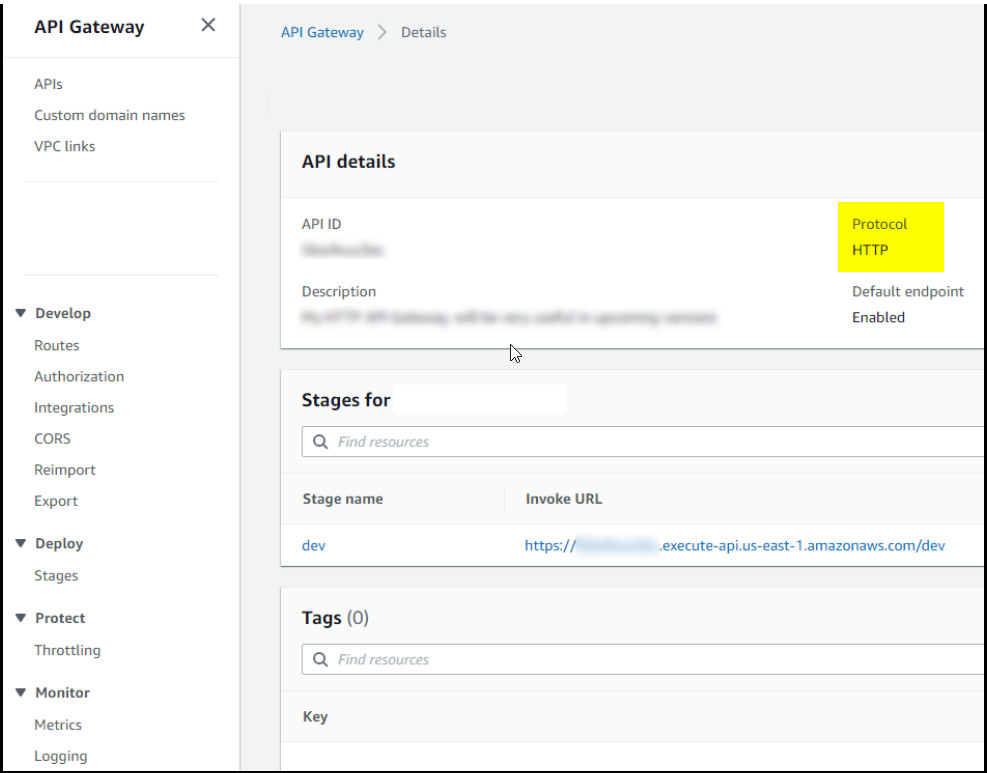 API Gateway
APIs
Custom domain names
VPC links
Develop
Routes
Authorization
Integrations
CORS
Reimport
Export
Deploy
Stages
Protect
Throttling
Monitor
Metrics
Logging
API Gateway > Details
API details
API ID
Protocol
HTTP
Description
Default endpoint
Enabled
Stages for
Find resources
Stage name Invoke URL
dev https:// .execute-api.us-east-1.amazonaws.com/dev
Tags (0)
Find resources
Key